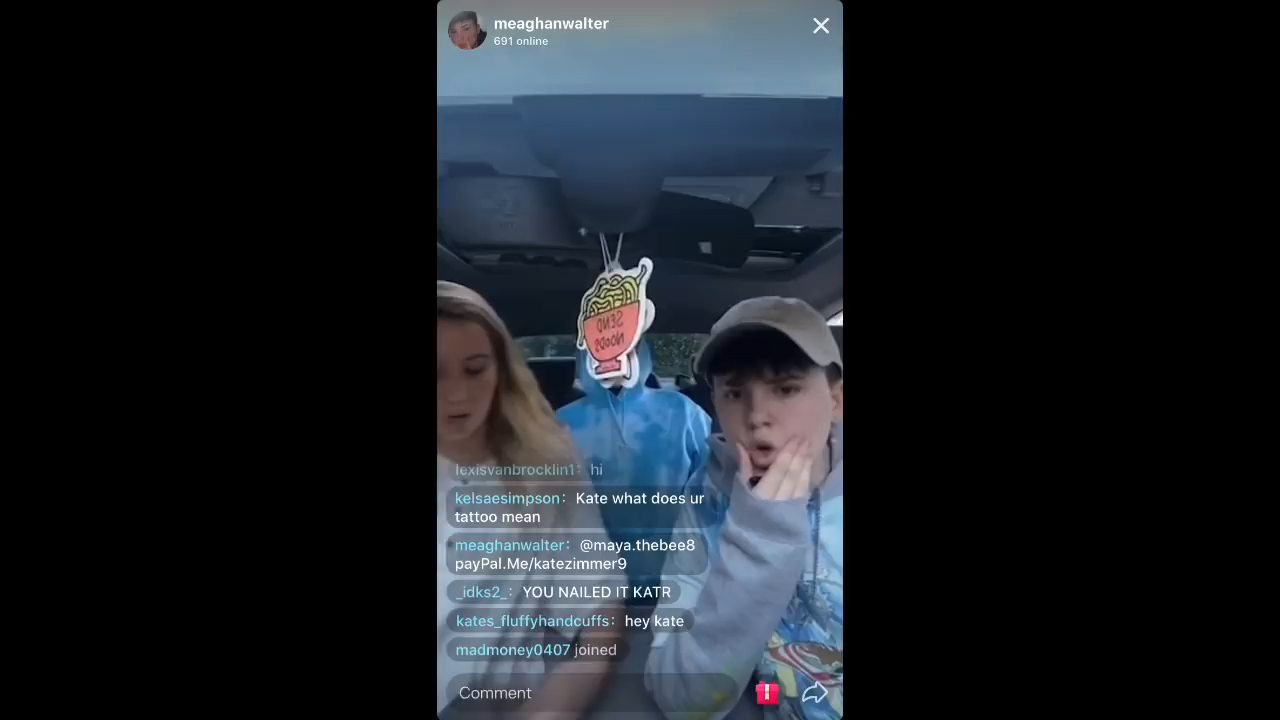 meaghanwalter
691 online
SEND
NOODS
lexisvanbrocklin1: hi
kelsaesimpson: Kate what does ur
tattoo mean
meaghanwalter: @maya.thebee8
payPal.Me/katezimmer9
_idks2_: YOU NAILED IT KATR
kates_fluffyhandcuffs: hey kate
madmoney0407 joined
Comment